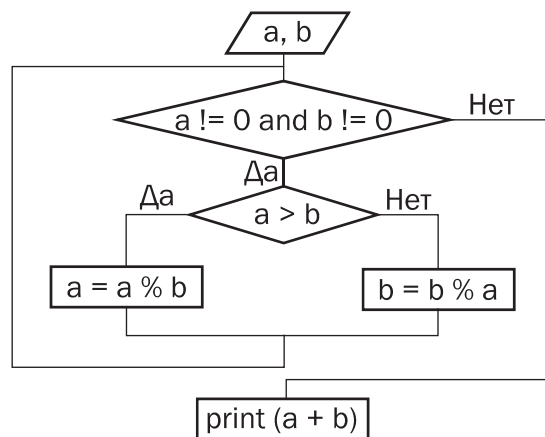 a, b
a != 0 and b != 0
Нет
Да
a > b
Да
Нет
a = a % b
b = b % a
print (a + b)